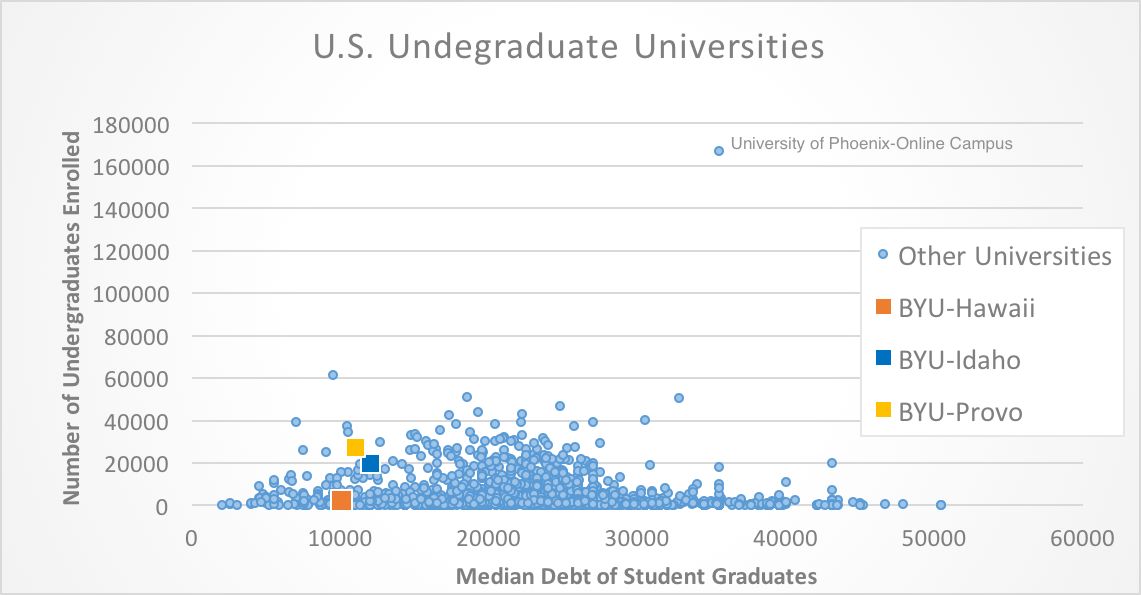 U.S. Undegraduate Universities
Number of Undergraduates Enrolled
180000
160000
140000
120000
100000
80000
60000
40000
20000
0
University of Phoenix-Online Campus
Other Universities
BYU-Hawaii
BYU-Idaho
BYU-Provo
0 10000 20000 30000 40000 50000 60000
Median Debt of Student Graduates